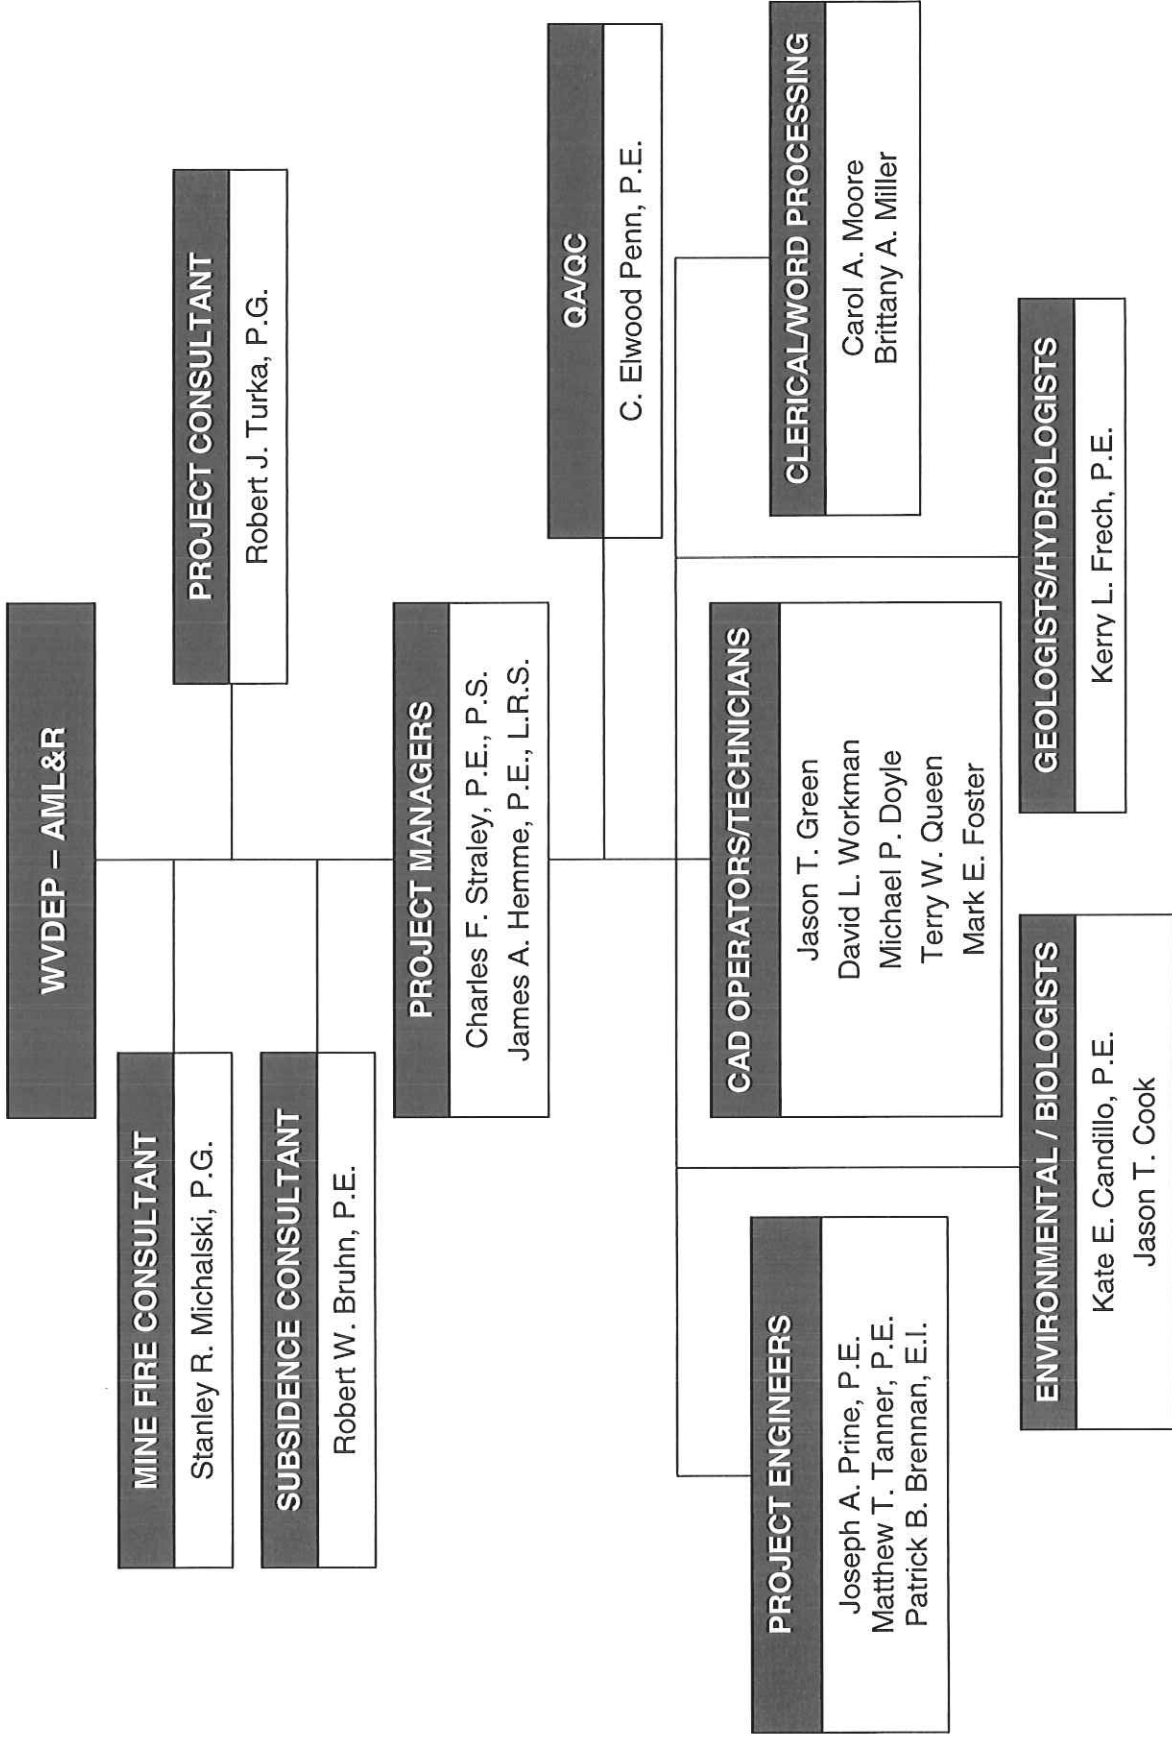 WVDEP – AML&R
MINE FIRE CONSULTANT
Stanley R. Michalski, P.G.
PROJECT CONSULTANT
Robert J. Turka, P.G.
SUBSIDENCE CONSULTANT
Robert W. Bruhn, P.E.
PROJECT MANAGERS
Charles F. Straley, P.E., P.S.
James A. Hemme, P.E., L.R.S.
QA/QC
C. Elwood Penn, P.E.
PROJECT ENGINEERS
Joseph A. Prine, P.E.
Matthew T. Tanner, P.E.
Patrick B. Brennan, E.I.
CAD OPERATORS/TECHNICIANS
Jason T. Green
David L. Workman
Michael P. Doyle
Terry W. Queen
Mark E. Foster
CLERICAL/WORD PROCESSING
Carol A. Moore
Brittany A. Miller
ENVIRONMENTAL / BIOLOGISTS
Kate E. Candillo, P.E.
Jason T. Cook
GEOLOGISTS/HYDROLOGISTS
Kerry L. Frech, P.E.